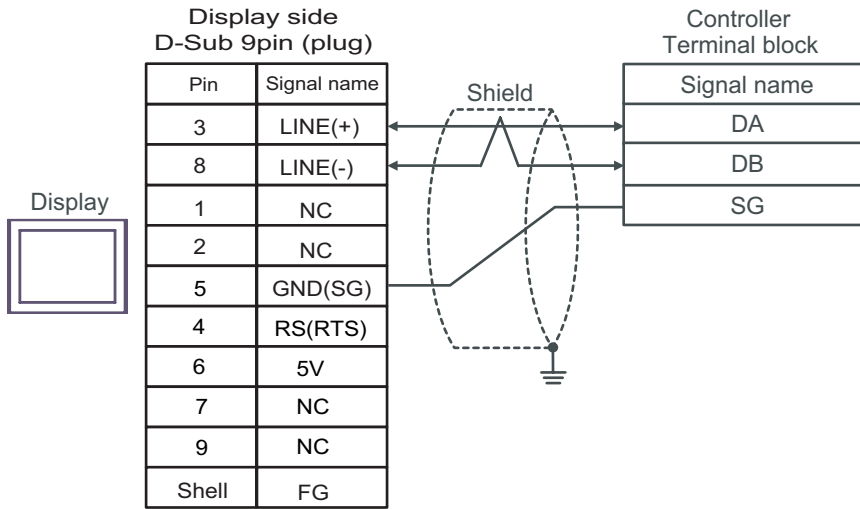 Display side
D-Sub 9pin (plug)
Controller
Terminal block
Pin Signal name
Shield
Signal name
3 LINE(+)
DA
8 LINE(-)
DB
Display
1 NC
SG
2 NC
5 GND(SG)
4 RS(RTS)
6 5V
7 NC
9 NC
Shell FG